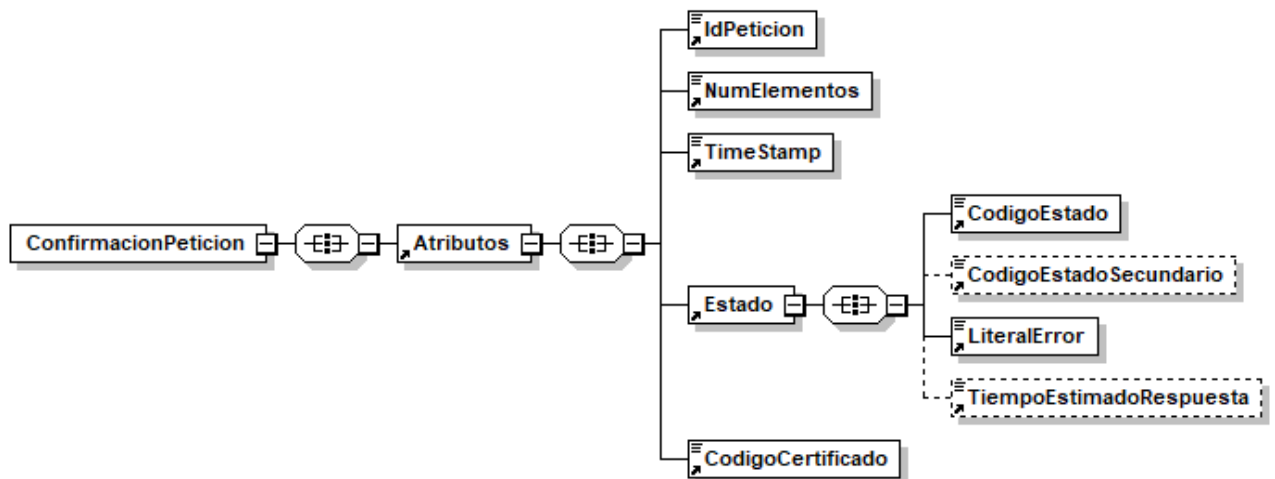 IdPeticion
NumElementos
TimeStamp
ConfirmacionPeticion
Atributos
Estado
CodigoEstado
CodigoEstadoSecundario
LiteralError
TiempoEstimadoRespuesta
CodigoCertificado